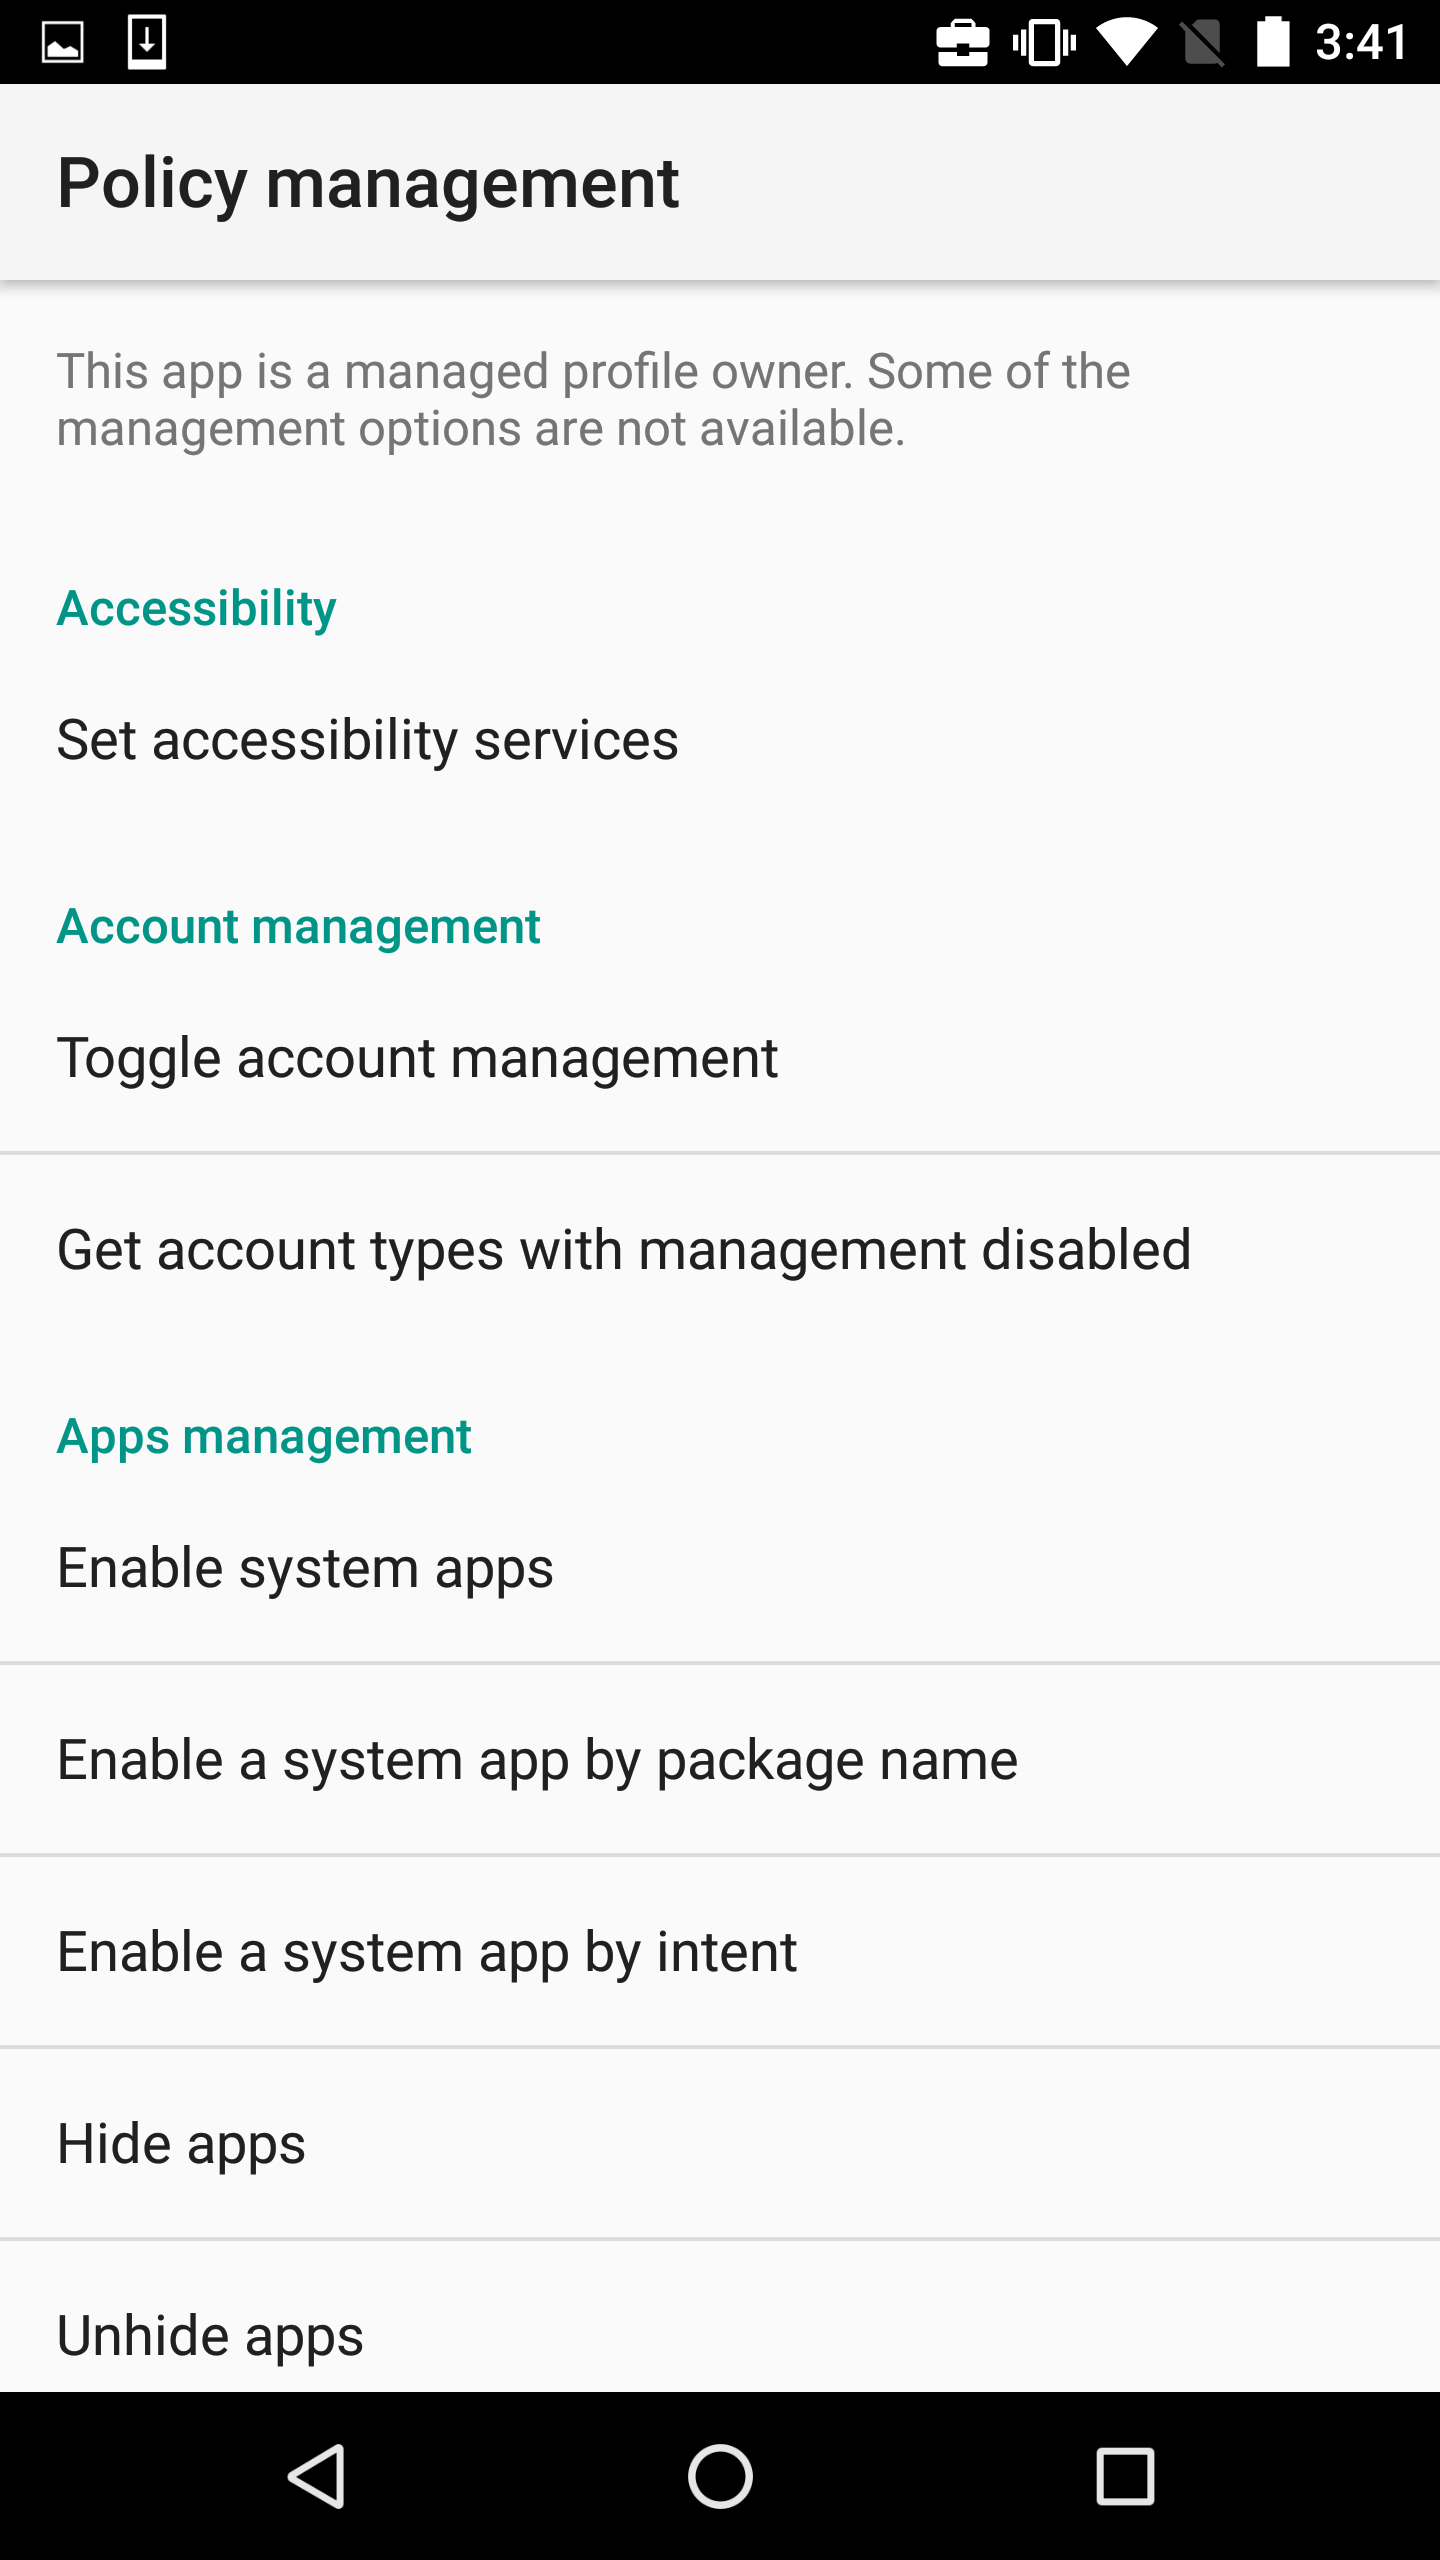 3:41
Policy management
This app is a managed profile owner. Some of the
management options are not available.
Accessibility
Set accessibility services
Account management
Toggle account management
Get account types with management disabled
Apps management
Enable system apps
Enable a system app by package name
Enable a system app by intent
Hide apps
Unhide apps